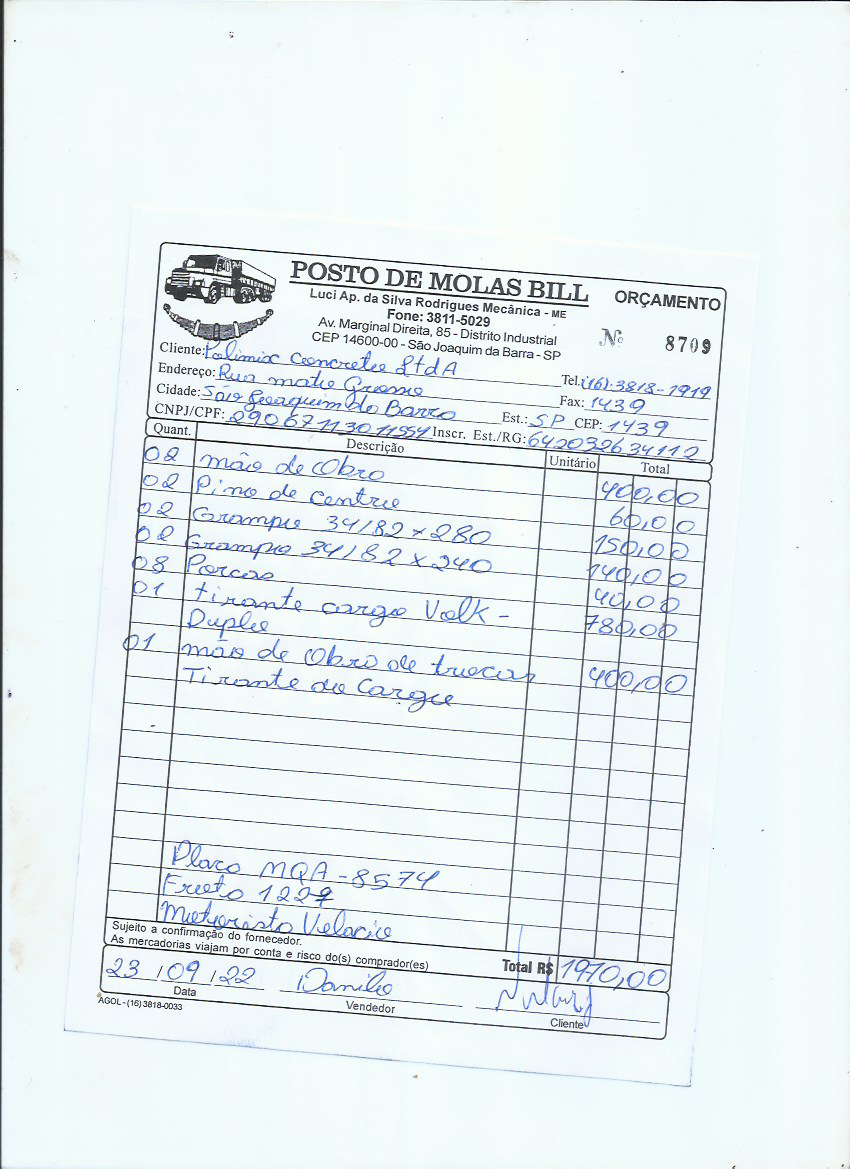 POSTO DE MOLAS BILL
ORÇAMENTO
Luci Ap. da Silva Rodrigues Mecânica - ME
Fone: 3811-5029
Av. Marginal Direita, 85 - Distrito Industrial
CEP 14600-00 - São Joaquim da Barra - SP
Nº 8709
Cliente: Polimix Concreto LtdA
Tel.: (16) 3818-1919
Endereço: Rua mato Grosso
Fax: 1439
Cidade: São Joaquim da Barra Est.: SP CEP: 1439
CNPJ/CPF: Inscr. Est./RG: 642032634112
Quant. Descrição Unitário Total
02 mão de Obra 400,00
02 Pino de Centro 60,00
02 Grampo 34/82 x 280 150,00
02 Grampo 34/82 x 240 140,00
08 Porcas 40,00
01 tirante cargo Volk - 780,00
Duplo
01 mão de Obra de trocar 400,00
Tirante do Cargo
Placa MQA-8574
Freto 1227
Motorista Velacio
Sujeito a confirmação do fornecedor.
As mercadorias viajam por conta e risco do(s) comprador(es)
Total R$ 1970,00
23/09/22 Danilo
Data Vendedor Cliente
AGOL - (16) 3818-0033